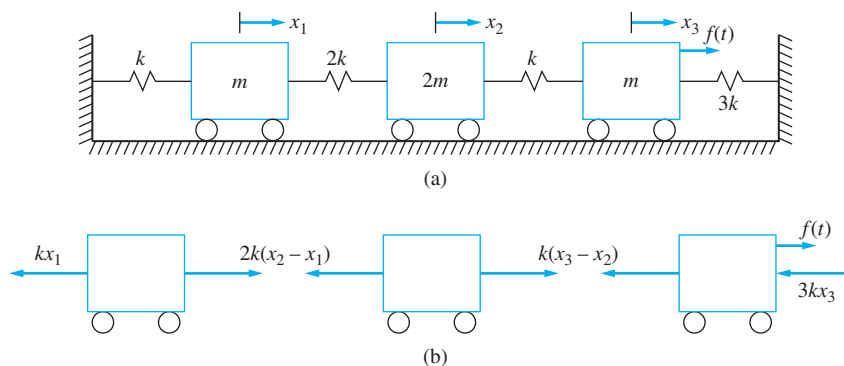 x₁ x₂ x₃ f(t)
k 2k k 3k
m 2m m
(a)
kx₁ 2k(x₂ − x₁) k(x₃ − x₂) f(t)
3kx₃
(b)